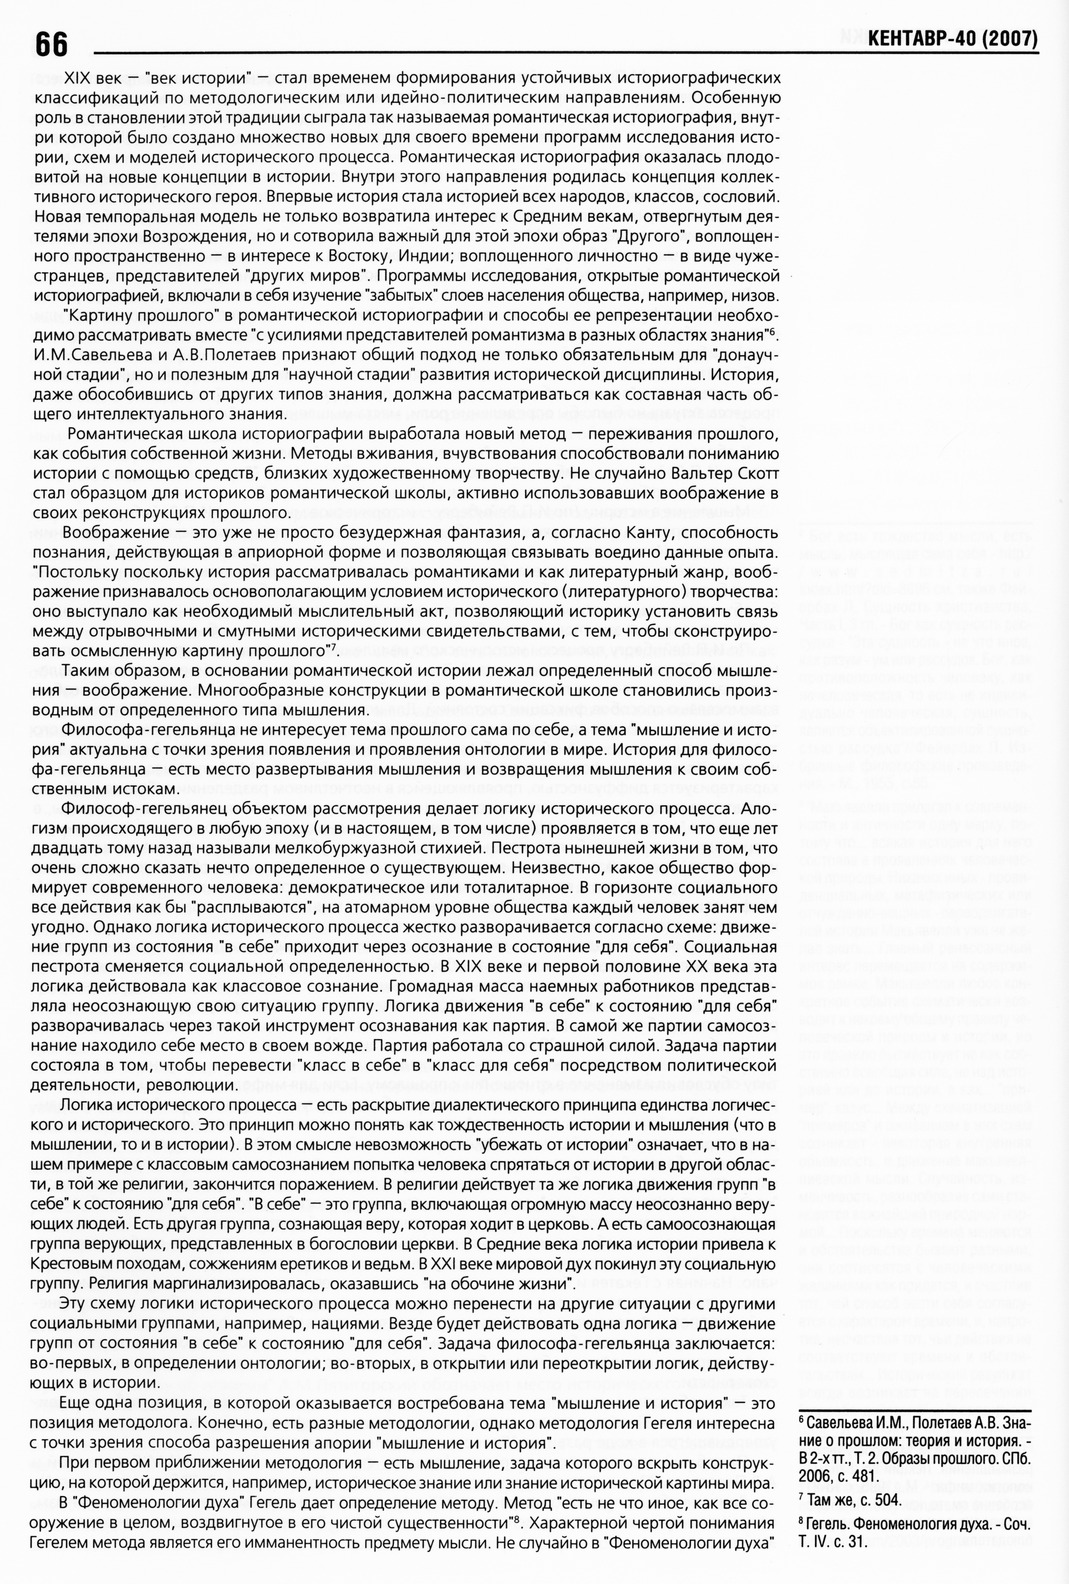 66
КЕНТАВР-40 (2007)
XIX век — "век истории" — стал временем формирования устойчивых историографических
классификаций по методологическим или идейно-политическим направлениям. Особенную
роль в становлении этой традиции сыграла так называемая романтическая историография, внут-
ри которой было создано множество новых для своего времени программ исследования исто-
рии, схем и моделей исторического процесса. Романтическая историография оказалась плодо-
витой на новые концепции в истории. Внутри этого направления родилась концепция коллек-
тивного исторического героя. Впервые история стала историей всех народов, классов, сословий.
Новая темпоральная модель не только возвратила интерес к Средним векам, отвергнутым дея-
телями эпохи Возрождения, но и сотворила важный для этой эпохи образ "Другого", воплощен-
ного пространственно — в интересе к Востоку, Индии; воплощенного личностно — в виде чуже-
странцев, представителей "других миров". Программы исследования, открытые романтической
историографией, включали в себя изучение "забытых" слоев населения общества, например, низов.
"Картину прошлого" в романтической историографии и способы ее репрезентации необхо-
димо рассматривать вместе "с усилиями представителей романтизма в разных областях знания"⁶.
И.М.Савельева и А.В.Полетаев признают общий подход не только обязательным для "донауч-
ной стадии", но и полезным для "научной стадии" развития исторической дисциплины. История,
даже обособившись от других типов знания, должна рассматриваться как составная часть об-
щего интеллектуального знания.
Романтическая школа историографии выработала новый метод — переживания прошлого,
как события собственной жизни. Методы вживания, вчувствования способствовали пониманию
истории с помощью средств, близких художественному творчеству. Не случайно Вальтер Скотт
стал образцом для историков романтической школы, активно использовавших воображение в
своих реконструкциях прошлого.
Воображение — это уже не просто безудержная фантазия, а, согласно Канту, способность
познания, действующая в априорной форме и позволяющая связывать воедино данные опыта.
"Постольку поскольку история рассматривалась романтиками и как литературный жанр, вооб-
ражение признавалось основополагающим условием исторического (литературного) творчества:
оно выступало как необходимый мыслительный акт, позволяющий историку установить связь
между отрывочными и смутными историческими свидетельствами, с тем, чтобы сконструиро-
вать осмысленную картину прошлого"⁷.
Таким образом, в основании романтической истории лежал определенный способ мышле-
ния — воображение. Многообразные конструкции в романтической школе становились произ-
водным от определенного типа мышления.
Философа-гегельянца не интересует тема прошлого сама по себе, а тема "мышление и исто-
рия" актуальна с точки зрения появления и проявления онтологии в мире. История для филосо-
фа-гегельянца — есть место развертывания мышления и возвращения мышления к своим соб-
ственным истокам.
Философ-гегельянец объектом рассмотрения делает логику исторического процесса. Ало-
гизм происходящего в любую эпоху (и в настоящем, в том числе) проявляется в том, что еще лет
двадцать тому назад называли мелкобуржуазной стихией. Пестрота нынешней жизни в том, что
очень сложно сказать нечто определенное о существующем. Неизвестно, какое общество фор-
мирует современного человека: демократическое или тоталитарное. В горизонте социального
все действия как бы "расплываются", на атомарном уровне общества каждый человек занят чем
угодно. Однако логика исторического процесса жестко разворачивается согласно схеме: движе-
ние групп из состояния "в себе" приходит через осознание в состояние "для себя". Социальная
пестрота сменяется социальной определенностью. В XIX веке и первой половине XX века эта
логика действовала как классовое сознание. Громадная масса наемных работников представ-
ляла неосознающую свою ситуацию группу. Логика движения "в себе" к состоянию "для себя"
разворачивалась через такой инструмент осознавания как партия. В самой же партии самосоз-
нание находило себе место в своем вожде. Партия работала со страшной силой. Задача партии
состояла в том, чтобы перевести "класс в себе" в "класс для себя" посредством политической
деятельности, революции.
Логика исторического процесса — есть раскрытие диалектического принципа единства логичес-
кого и исторического. Это принцип можно понять как тождественность истории и мышления (что в
мышлении, то и в истории). В этом смысле невозможность "убежать от истории" означает, что в на-
шем примере с классовым самосознанием попытка человека спрятаться от истории в другой облас-
ти, в той же религии, закончится поражением. В религии действует та же логика движения групп "в
себе" к состоянию "для себя". "В себе" — это группа, включающая огромную массу неосознанно веру-
ющих людей. Есть другая группа, сознающая веру, которая ходит в церковь. А есть самоосознающая
группа верующих, представленных в богословии церкви. В Средние века логика истории привела к
Крестовым походам, сожжениям еретиков и ведьм. В XXI веке мировой дух покинул эту социальную
группу. Религия маргинализировалась, оказавшись "на обочине жизни".
Эту схему логики исторического процесса можно перенести на другие ситуации с другими
социальными группами, например, нациями. Везде будет действовать одна логика — движение
групп от состояния "в себе" к состоянию "для себя". Задача философа-гегельянца заключается:
во-первых, в определении онтологии; во-вторых, в открытии или переоткрытии логик, действу-
ющих в истории.
Еще одна позиция, в которой оказывается востребована тема "мышление и история" — это
позиция методолога. Конечно, есть разные методологии, однако методология Гегеля интересна
с точки зрения способа разрешения апории "мышление и история".
При первом приближении методология — есть мышление, задача которого вскрыть конструк-
цию, на которой держится, например, историческое знание или знание исторической картины мира.
В "Феноменологии духа" Гегель дает определение методу. Метод "есть не что иное, как все со-
оружение в целом, воздвигнутое в его чистой существенности"⁸. Характерной чертой понимания
Гегелем метода является его имманентность предмету мысли. Не случайно в "Феноменологии духа"
⁶ Савельева И.М., Полетаев А.В. Зна-
ние о прошлом: теория и история. -
В 2-х тт., Т. 2. Образы прошлого. СПб.
2006, с. 481.
⁷ Там же, с. 504.
⁸ Гегель. Феноменология духа. - Соч.
Т. IV. с. 31.